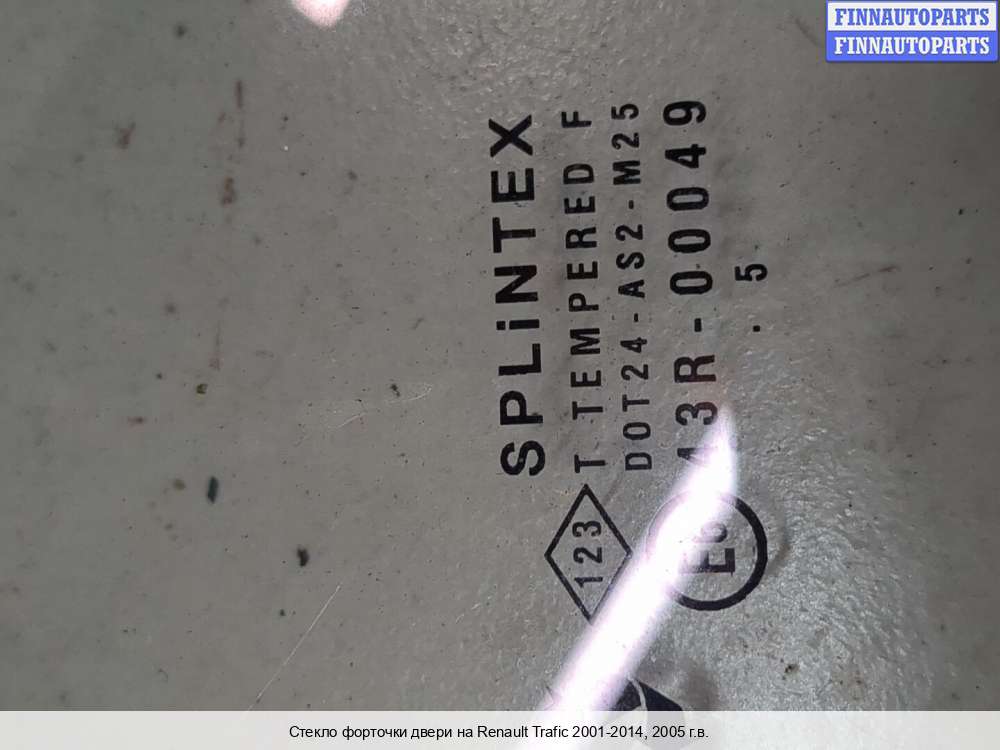 FINNAUTOPARTS
FINNAUTOPARTS
SPLiNTEX
123 T TEMPERED F
DOT24-AS2-M25
43R-00049
. 5
Стекло форточки двери на Renault Trafic 2001-2014, 2005 г.в.